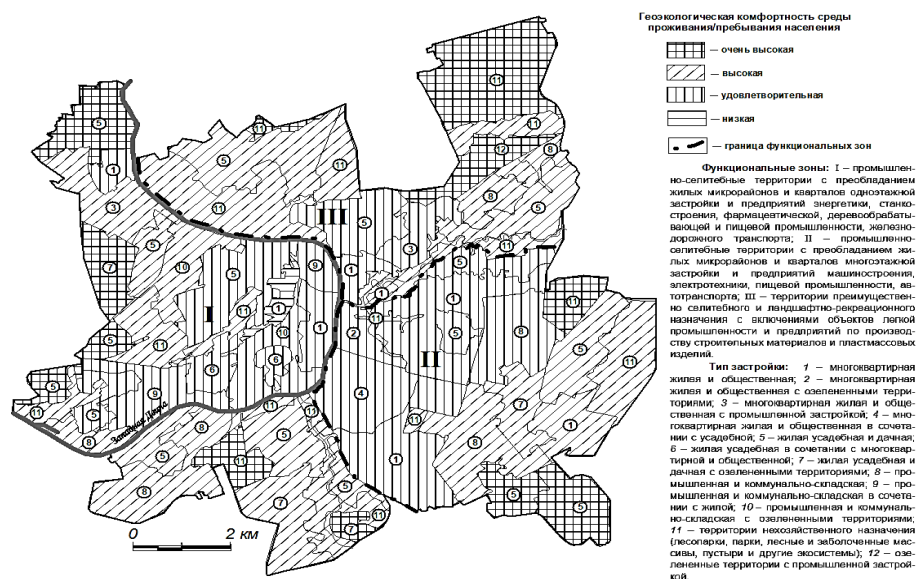 Геоэкологическая комфортность среды
проживания/пребывания населения
— очень высокая
— высокая
— удовлетворительная
— низкая
— граница функциональных зон
Функциональные зоны: I – промышлен-
но-селитебные территории с преобладанием
жилых микрорайонов и кварталов одноэтажной
застройки и предприятий энергетики, станко-
строения, фармацевтической, деревообрабаты-
вающей и пищевой промышленности, железно-
дорожного транспорта; II – промышленно-
селитебные территории с преобладанием жи-
лых микрорайонов и кварталов многоэтажной
застройки и предприятий машиностроения,
электротехники, пищевой промышленности, ав-
тотранспорта; III – территории преимуществен-
но селитебного и ландшафтно-рекреационного
назначения с включениями объектов легкой
промышленности и предприятий по производ-
ству строительных материалов и пластмассовых
изделий.
Тип застройки: 1 – многоквартирная
жилая и общественная; 2 – многоквартирная
жилая и общественная с озелененными терри-
ториями; 3 – многоквартирная жилая и обще-
ственная с промышленной застройкой; 4 – мно-
гоквартирная жилая и общественная в сочета-
нии с усадебной; 5 – жилая усадебная и дачная;
6 – жилая усадебная в сочетании с многоквар-
тирной и общественной; 7 – жилая усадебная и
дачная с озелененными территориями; 8 – про-
мышленная и коммунально-складская; 9 – про-
мышленная и коммунально-складская в сочета-
нии с жилой; 10 – промышленная и коммуналь-
но-складская с озелененными территориями;
11 – территории нехозяйственного назначения
(лесопарки, парки, лесные и заболоченные мас-
сивы, пустыри и другие экосистемы); 12 – озе-
лененные территории с промышленной застрой-
кой.
I
II
III
Западная Двина
0 2 км